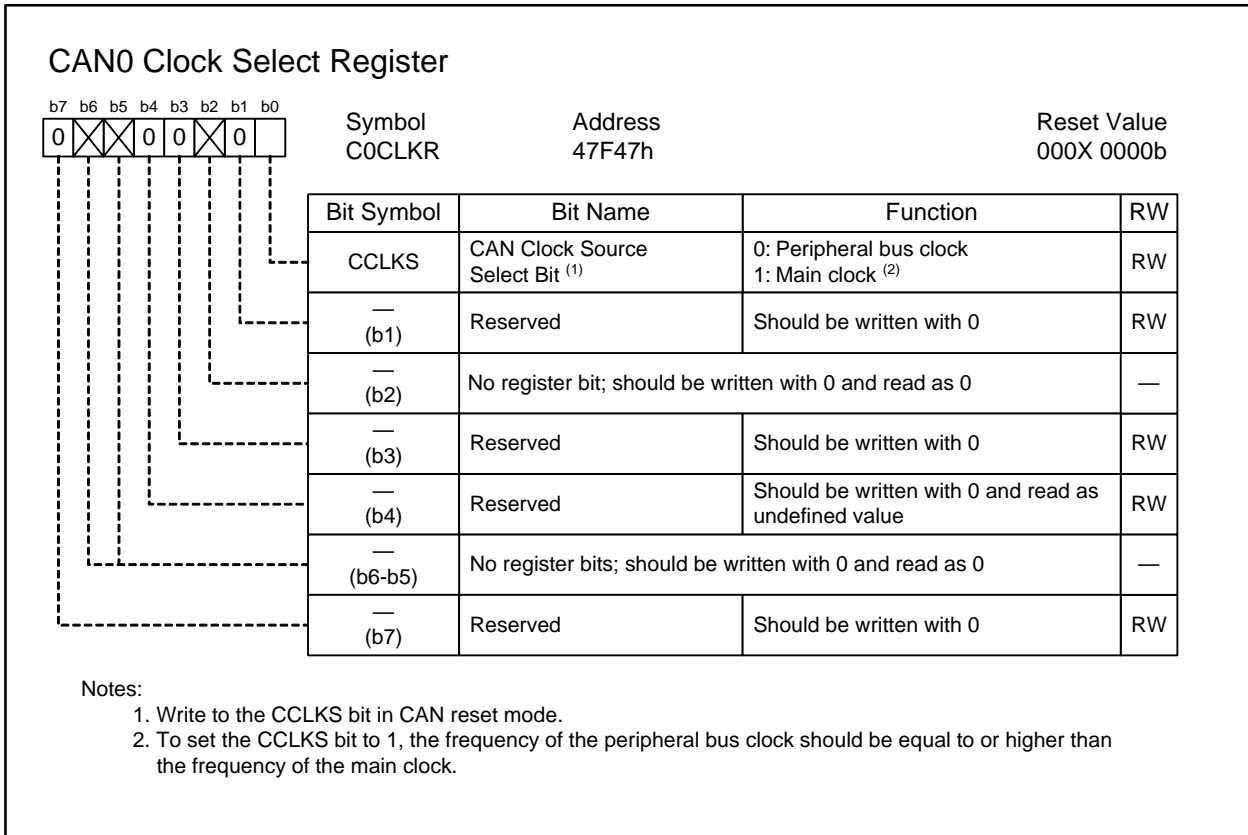 CAN0 Clock Select Register
b7 b6 b5 b4 b3 b2 b1 b0
0 0 0 0
Symbol Address Reset Value
C0CLKR 47F47h 000X 0000b
Bit Symbol Bit Name Function RW
CCLKS CAN Clock Source Select Bit (1) 0: Peripheral bus clock 1: Main clock (2) RW
— (b1) Reserved Should be written with 0 RW
— (b2) No register bit; should be written with 0 and read as 0 —
— (b3) Reserved Should be written with 0 RW
— (b4) Reserved Should be written with 0 and read as undefined value RW
— (b6-b5) No register bits; should be written with 0 and read as 0 —
— (b7) Reserved Should be written with 0 RW
Notes:
1. Write to the CCLKS bit in CAN reset mode.
2. To set the CCLKS bit to 1, the frequency of the peripheral bus clock should be equal to or higher than
the frequency of the main clock.